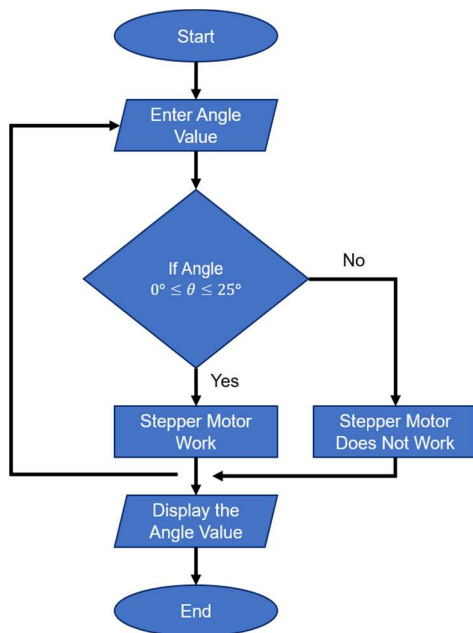 Start
Enter Angle
Value
If Angle
0° ≤ θ ≤ 25°
No
Yes
Stepper Motor
Work
Stepper Motor
Does Not Work
Display the
Angle Value
End